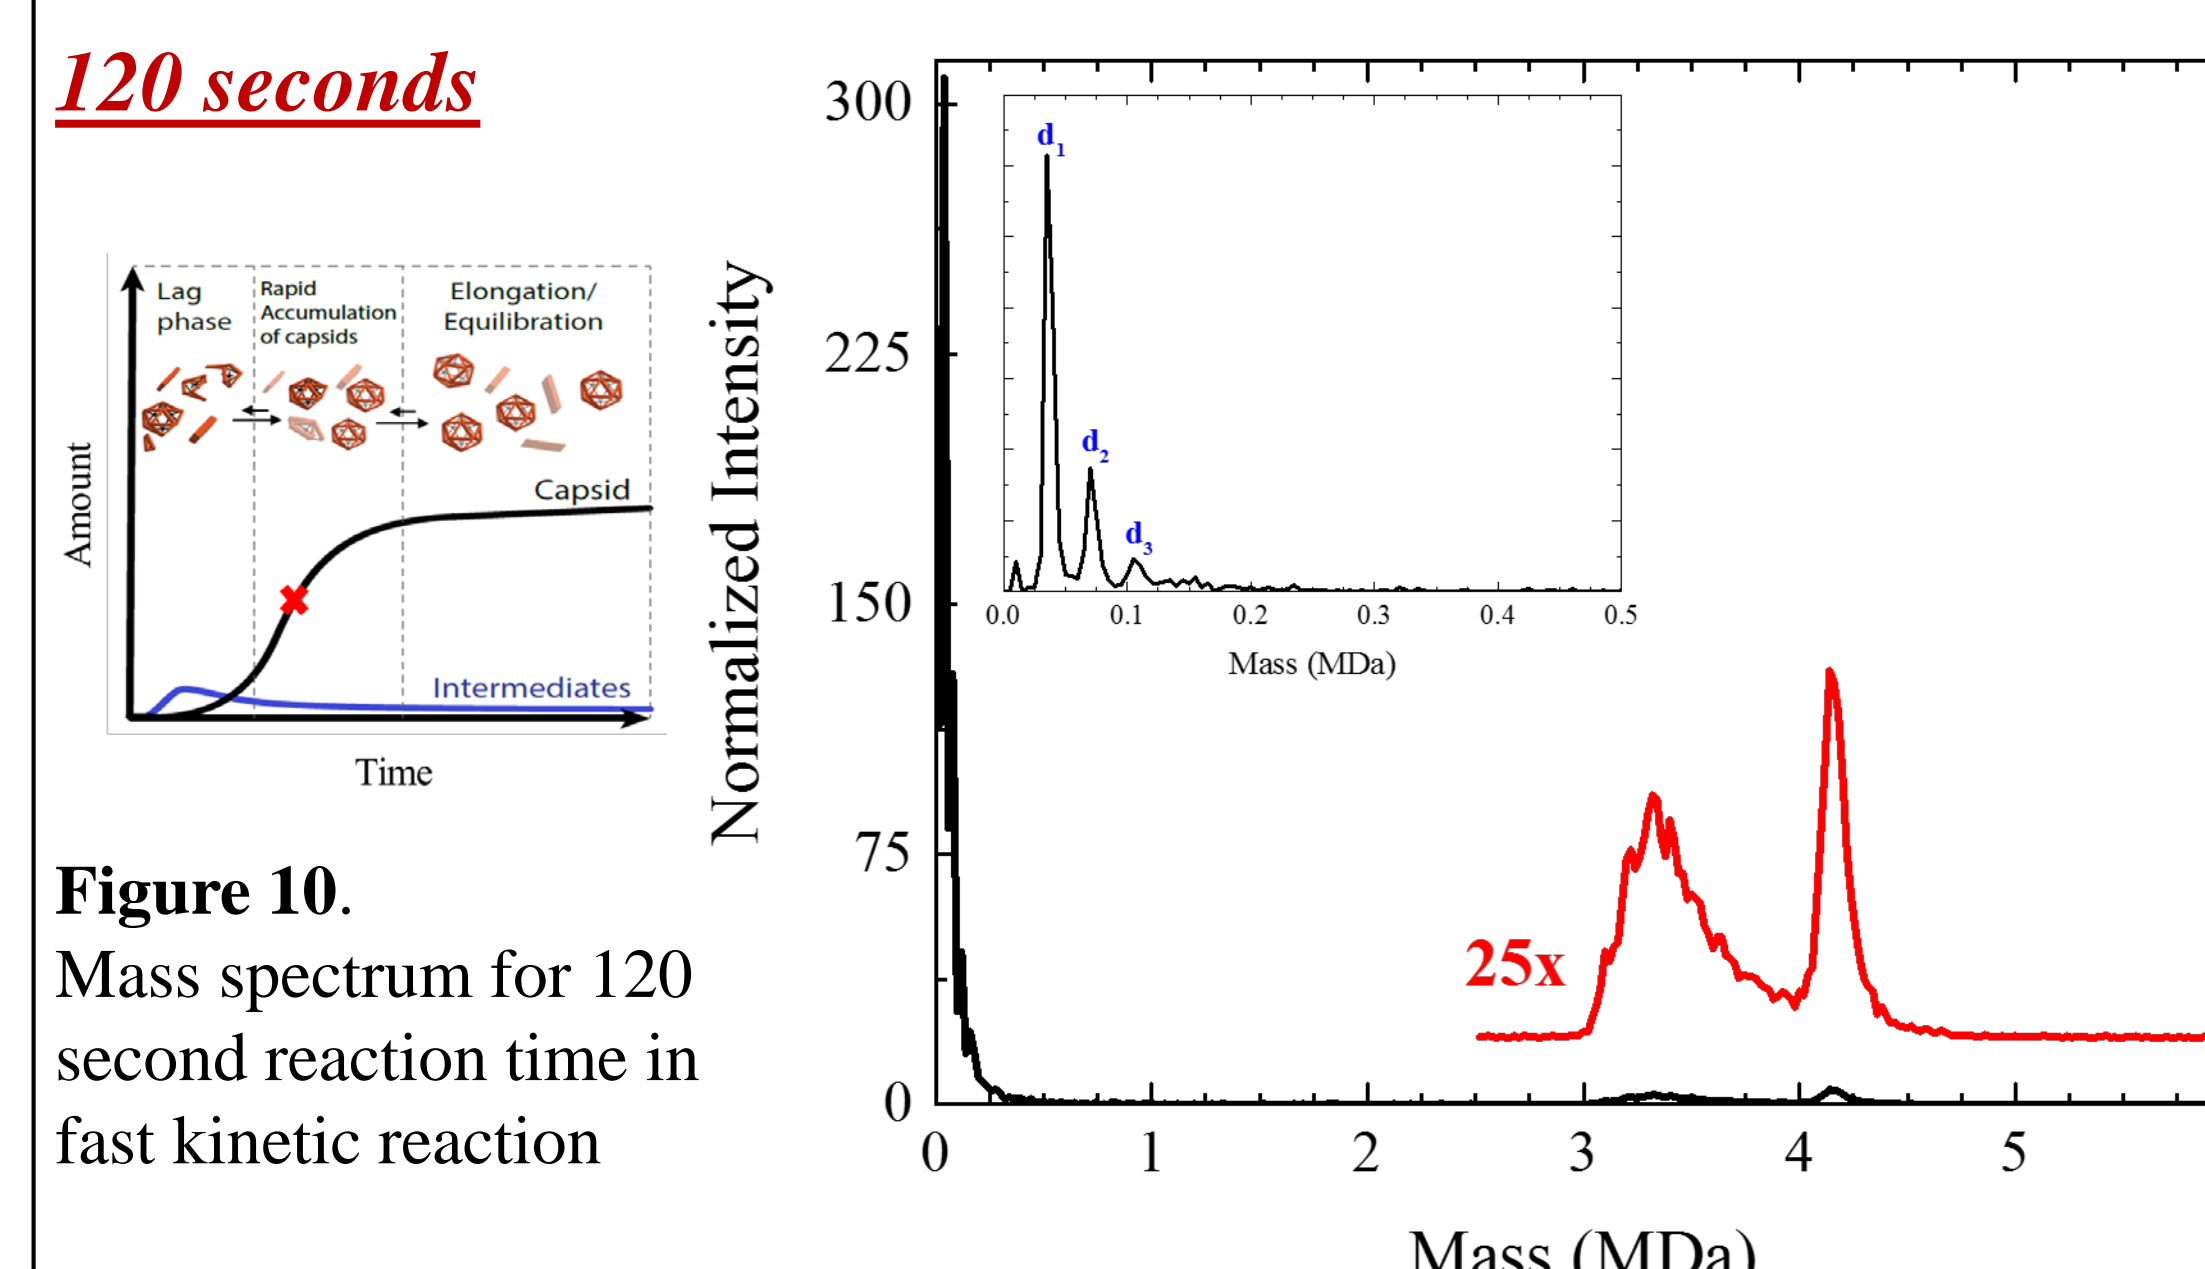 120 seconds
Lag
phase
Rapid
Accumulation
of capsids
Elongation/
Equilibration
Capsid
Intermediates
Amount
Time
Figure 10.
Mass spectrum for 120
second reaction time in
fast kinetic reaction
Normalized Intensity
300
225
150
75
0
d1
d2
d3
0.0 0.1 0.2 0.3 0.4 0.5
Mass (MDa)
25x
0 1 2 3 4 5
Mass (MDa)